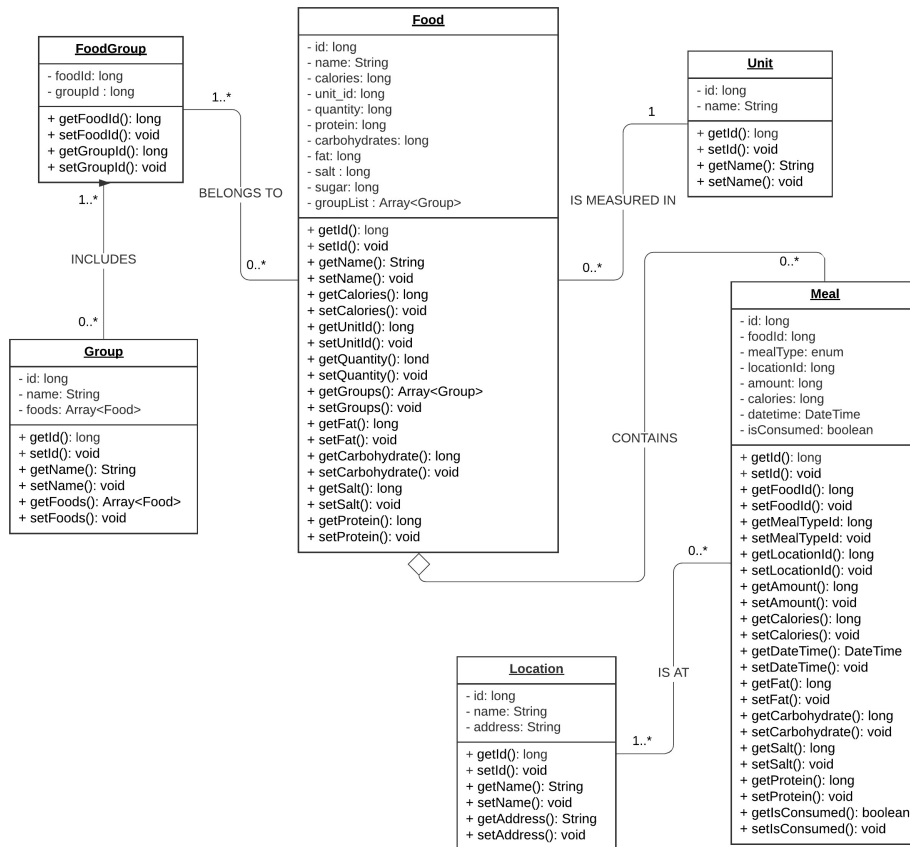 FoodGroup
- foodId: long
- groupId : long
+ getFoodId(): long
+ setFoodId(): void
+ getGroupId(): long
+ setGroupId(): void
1..*
BELONGS TO
0..*
1..*
INCLUDES
0..*
Group
- id: long
- name: String
- foods: Array<Food>
+ getId(): long
+ setId(): void
+ getName(): String
+ setName(): void
+ getFoods(): Array<Food>
+ setFoods(): void
Food
- id: long
- name: String
- calories: long
- unit_id: long
- quantity: long
- protein: long
- carbohydrates: long
- fat: long
- salt : long
- sugar: long
- groupList : Array<Group>
+ getId(): long
+ setId(): void
+ getName(): String
+ setName(): void
+ getCalories(): long
+ setCalories(): void
+ getUnitId(): long
+ setUnitId(): void
+ getQuantity(): lond
+ setQuantity(): void
+ getGroups(): Array<Group>
+ setGroups(): void
+ getFat(): long
+ setFat(): void
+ getCarbohydrate(): long
+ setCarbohydrate(): void
+ getSalt(): long
+ setSalt(): void
+ getProtein(): long
+ setProtein(): void
1
IS MEASURED IN
0..*
Unit
- id: long
- name: String
+ getId(): long
+ setId(): void
+ getName(): String
+ setName(): void
0..*
CONTAINS
Meal
- id: long
- foodId: long
- mealType: enum
- locationId: long
- amount: long
- calories: long
- datetime: DateTime
- isConsumed: boolean
+ getId(): long
+ setId(): void
+ getFoodId(): long
+ setFoodId(): void
+ getMealTypeId: long
+ setMealTypeId: void
+ getLocationId(): long
+ setLocationId(): void
+ getAmount(): long
+ setAmount(): void
+ getCalories(): long
+ setCalories(): void
+ getDateTime(): DateTime
+ setDateTime(): void
+ getFat(): long
+ setFat(): void
+ getCarbohydrate(): long
+ setCarbohydrate(): void
+ getSalt(): long
+ setSalt(): void
+ getProtein(): long
+ setProtein(): void
+ getIsConsumed(): boolean
+ setIsConsumed(): void
0..*
IS AT
1..*
Location
- id: long
- name: String
- address: String
+ getId(): long
+ setId(): void
+ getName(): String
+ setName(): void
+ getAddress(): String
+ setAddress(): void